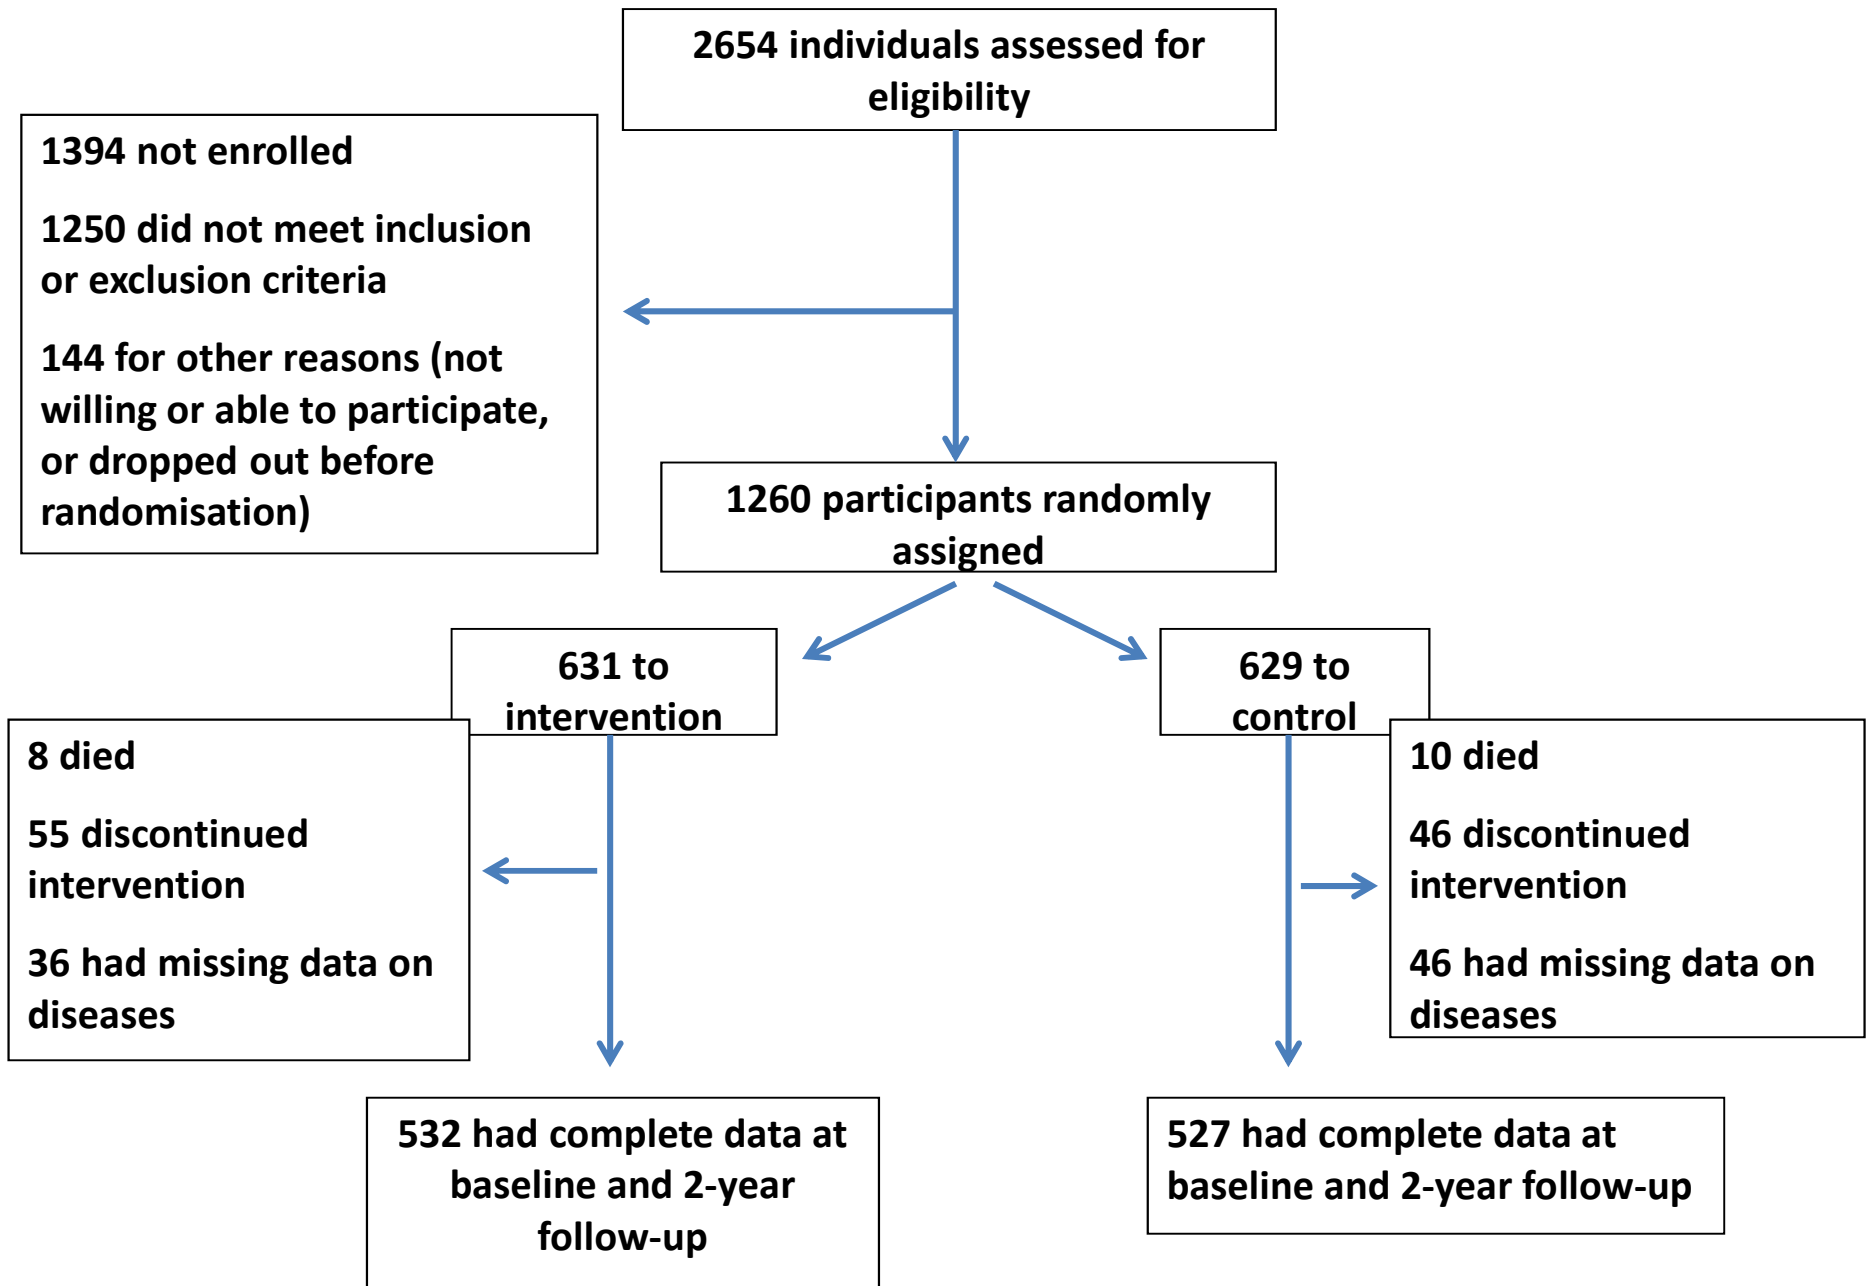 2654 individuals assessed for
eligibility
1394 not enrolled
1250 did not meet inclusion
or exclusion criteria
144 for other reasons (not
willing or able to participate,
or dropped out before
randomisation)
1260 participants randomly
assigned
631 to
intervention
629 to
control
8 died
55 discontinued
intervention
36 had missing data on
diseases
10 died
46 discontinued
intervention
46 had missing data on
diseases
532 had complete data at
baseline and 2-year
follow-up
527 had complete data at
baseline and 2-year follow-up